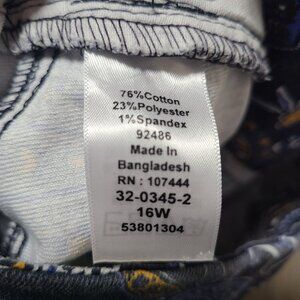 76%Cotton
23%Polyester
1%Spandex
92486
Made In
Bangladesh
RN : 107444
32-0345-2
16W
53801304